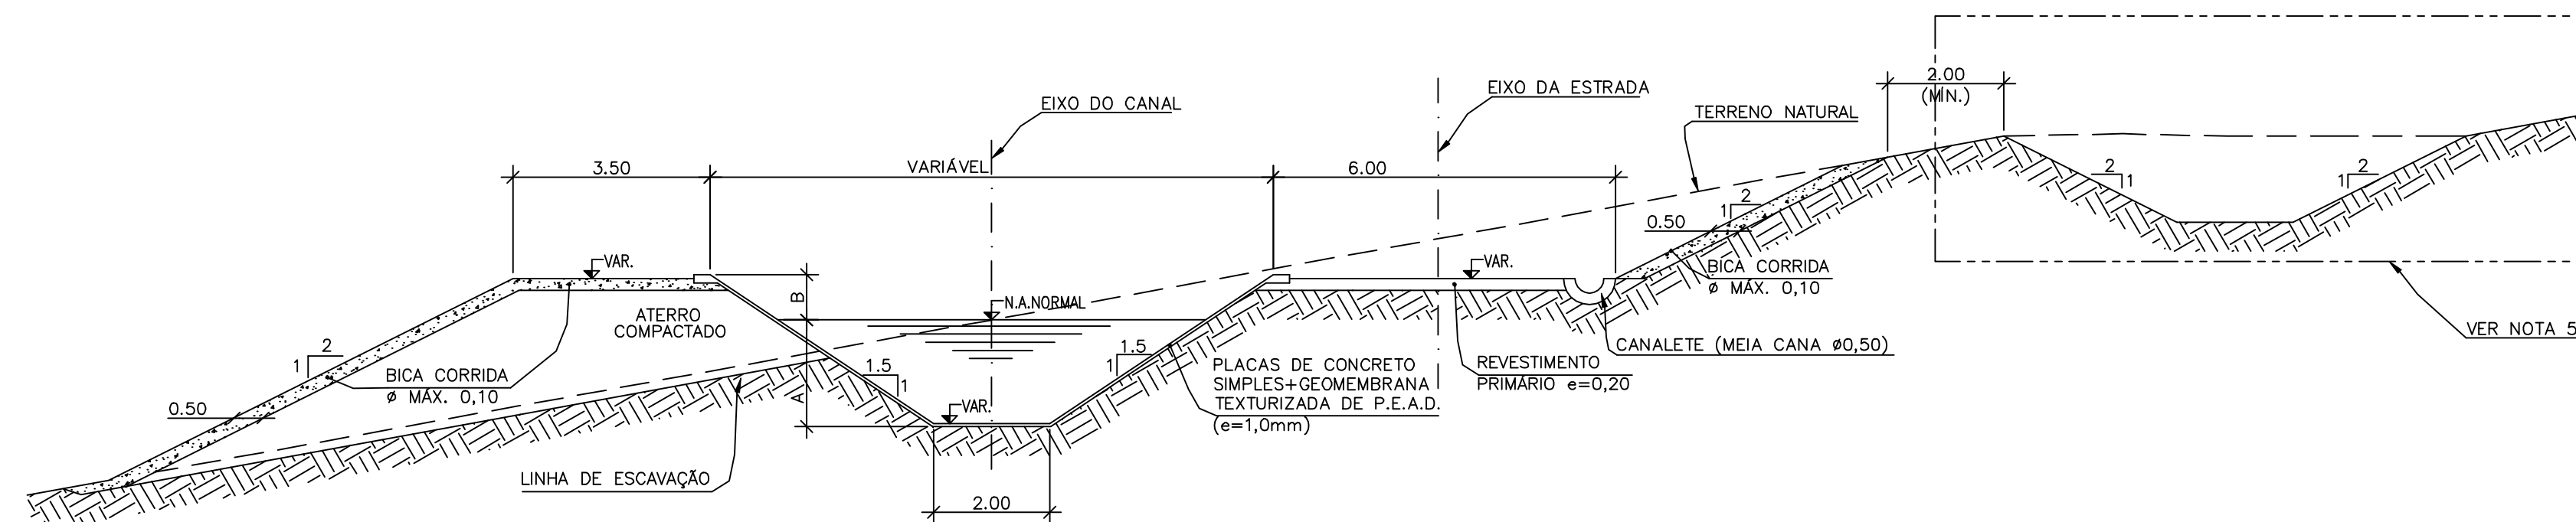 2.00
(MÍN.)
EIXO DA ESTRADA
EIXO DO CANAL
TERRENO NATURAL
3.50
VARIÁVEL
6.00
2
1
2
1
2
1
0.50
VAR.
VAR.
BICA CORRIDA
Ø MÁX. 0,10
B
N.A.NORMAL
ATERRO
COMPACTADO
VER NOTA 5
CANALETE (MEIA CANA Ø0,50)
2
1
1.5
1
1.5
1
PLACAS DE CONCRETO
SIMPLES+GEOMEMBRANA
TEXTURIZADA DE P.E.A.D.
(e=1,0mm)
REVESTIMENTO
PRIMÁRIO e=0,20
BICA CORRIDA
Ø MÁX. 0,10
A
0.50
VAR.
LINHA DE ESCAVAÇÃO
2.00